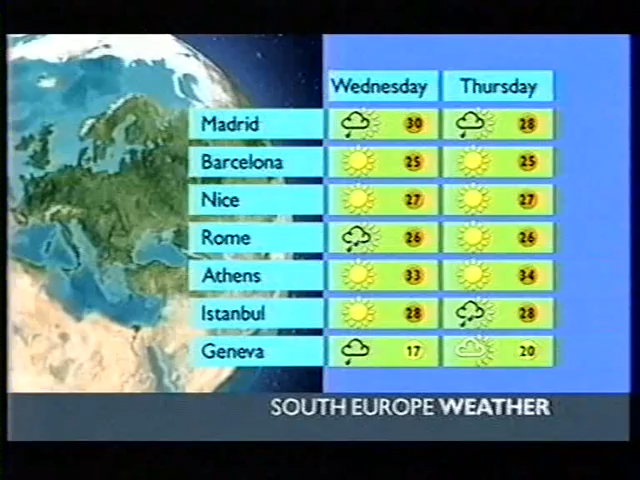 Wednesday Thursday
Madrid 30 28
Barcelona 25 25
Nice 27 27
Rome 26 26
Athens 33 34
Istanbul 28 28
Geneva 17 20
SOUTH EUROPE WEATHER